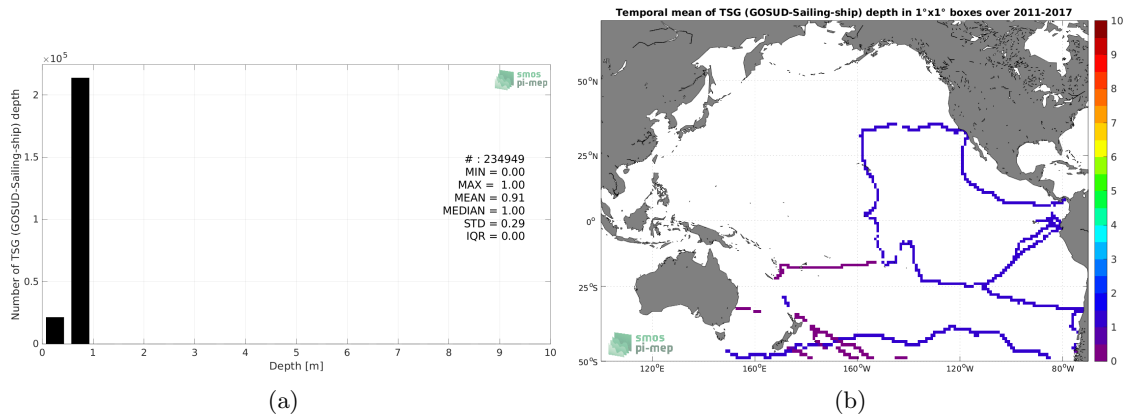 ×10⁵
2
1.5
1
0.5
0
Number of TSG (GOSUD-Sailing-ship) depth
0 1 2 3 4 5 6 7 8 9 10
Depth [m]
smos
pi-mep
# : 234949
MIN = 0.00
MAX = 1.00
MEAN = 0.91
MEDIAN = 1.00
STD = 0.29
IQR = 0.00
(a)
Temporal mean of TSG (GOSUD-Sailing-ship) depth in 1°x1° boxes over 2011-2017
50°N
25°N
0°
25°S
50°S
120°E 160°E 160°W 120°W 80°W
smos
pi-mep
10
9
8
7
6
5
4
3
2
1
0
(b)